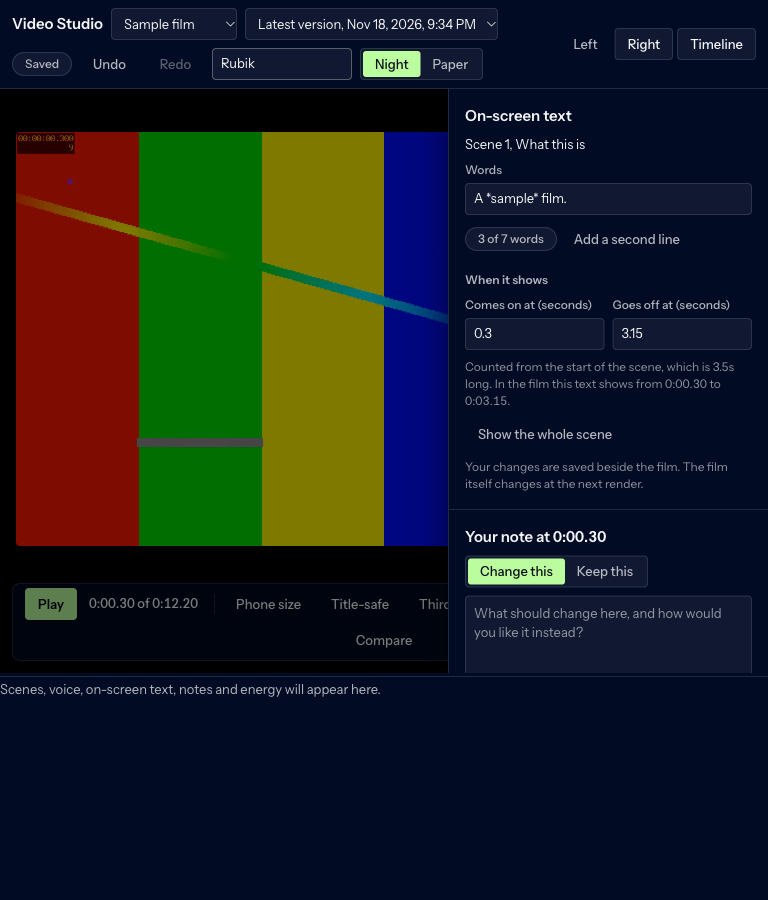 Video Studio
Sample film
Latest version, Nov 18, 2026, 9:34 PM
Left
Right
Timeline
Saved
Undo
Redo
Rubik
Night
Paper
00:00:00.300
9
On-screen text
Scene 1, What this is
Words
A *sample* film.
3 of 7 words
Add a second line
When it shows
Comes on at (seconds)
Goes off at (seconds)
0.3
3.15
Counted from the start of the scene, which is 3.5s
long. In the film this text shows from 0:00.30 to
0:03.15.
Show the whole scene
Your changes are saved beside the film. The film
itself changes at the next render.
Your note at 0:00.30
Change this
Keep this
What should change here, and how would
you like it instead?
Play
0:00.30 of 0:12.20
Phone size
Title-safe
Compare
Scenes, voice, on-screen text, notes and energy will appear here.